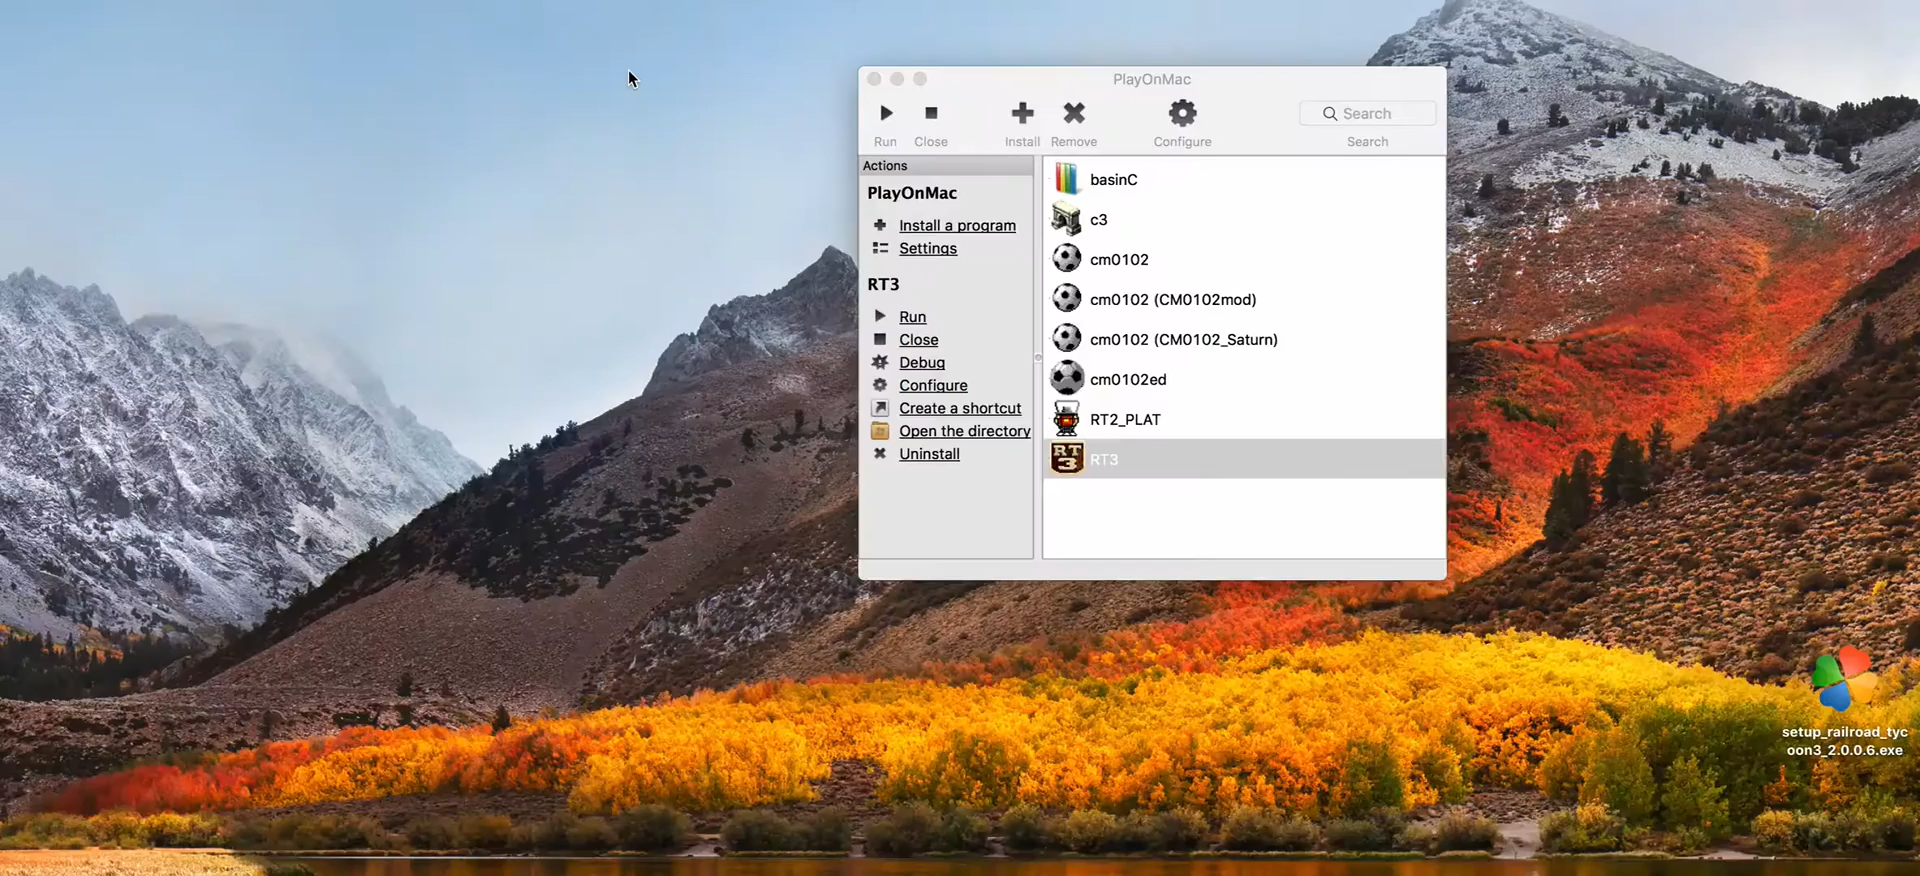 PlayOnMac
Search
Run
Close
Install
Remove
Configure
Search
Actions
PlayOnMac
Install a program
Settings
RT3
Run
Close
Debug
Configure
Create a shortcut
Open the directory
Uninstall
basinC
c3
cm0102
cm0102 (CM0102mod)
cm0102 (CM0102_Saturn)
cm0102ed
RT2_PLAT
RT
3
RT3
setup_railroad_tyc
oon3_2.0.0.6.exe